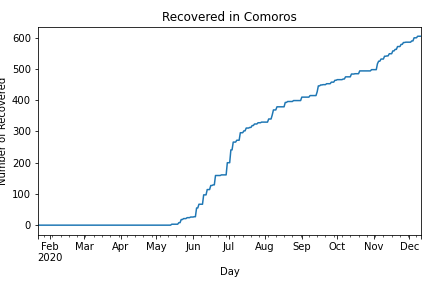 Recovered in Comoros
Number of Recovered
600
500
400
300
200
100
0
Feb Mar Apr May Jun Jul Aug Sep Oct Nov Dec
2020
Day